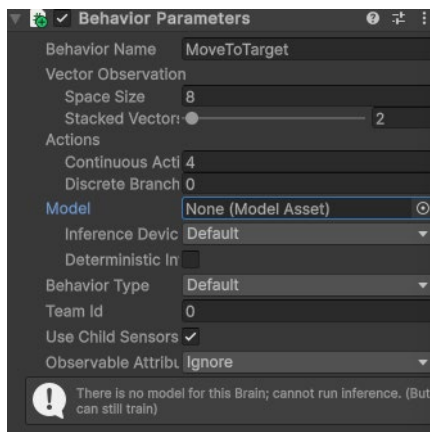 Behavior Parameters
Behavior Name MoveToTarget
Vector Observation
Space Size 8
Stacked Vectors 2
Actions
Continuous Acti 4
Discrete Branch 0
Model None (Model Asset)
Inference Devic Default
Deterministic In
Behavior Type Default
Team Id 0
Use Child Sensors
Observable Attribu Ignore
There is no model for this Brain; cannot run inference. (But
can still train)